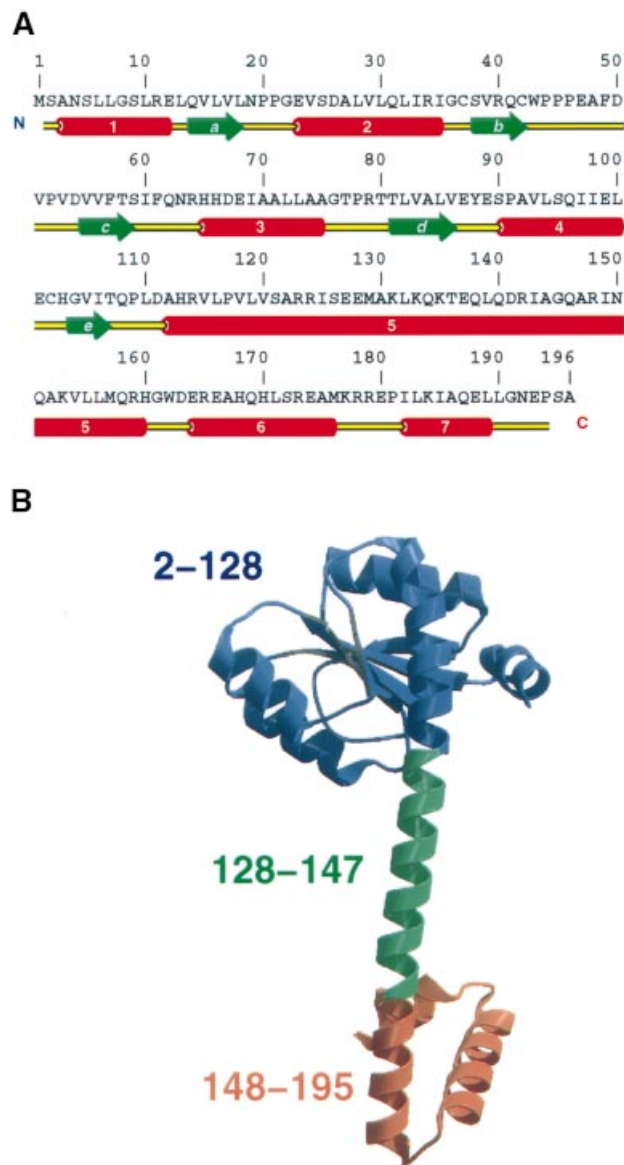 A
1 10 20 30 40 50
MSANSLLGSLRELQVLVLNPPGEVSDALVLQLIRIGCSVRQCWPPPEAFD
N 1 a 2 b
60 70 80 90 100
VPVDVVFTSIFQNRHHDEIAALLAAGTPRTTLVALVEYESPAVLSQIIEL
c 3 d 4
110 120 130 140 150
ECHGVITQPLDAHRVLPVLVSARRISEEMAKLKQKTEQLQDRIAGQARIN
e 5
160 170 180 190 196
QAKVLLMQRHGWDEREAHQHLSREAMKRREPILKIAQELLGNEPSA
5 6 7 C
B
2–128
128–147
148–195